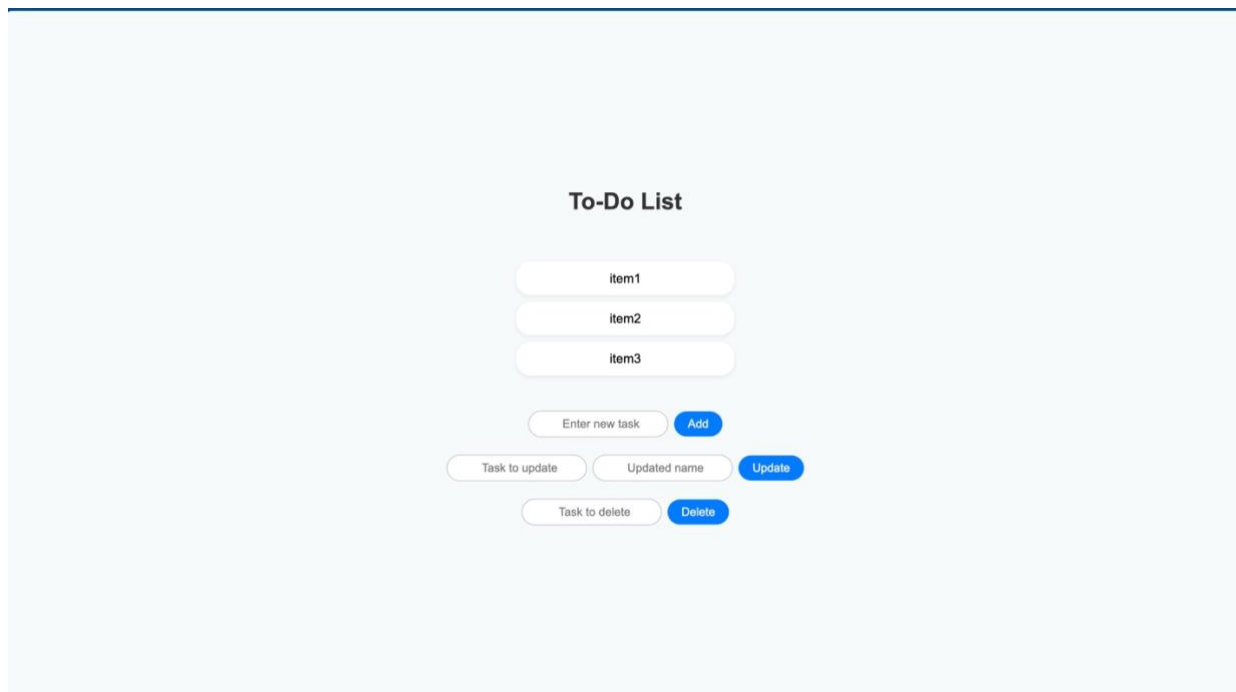 To-Do List
item1
item2
item3
Enter new task Add
Task to update Updated name Update
Task to delete Delete